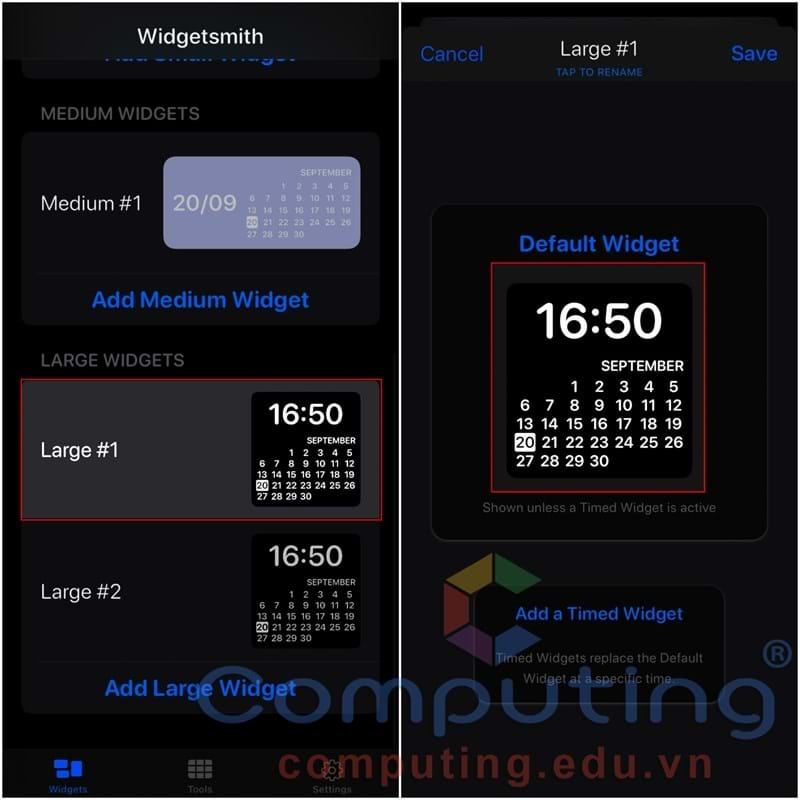 Widgetsmith
Add Small Widget
MEDIUM WIDGETS
Medium #1
20/09
SEPTEMBER
1 2 3 4 5
6 7 8 9 10 11 12
13 14 15 16 17 18 19
20 21 22 23 24 25 26
27 28 29 30
Add Medium Widget
LARGE WIDGETS
Large #1
16:50
SEPTEMBER
1 2 3 4 5
6 7 8 9 10 11 12
13 14 15 16 17 18 19
20 21 22 23 24 25 26
27 28 29 30
Large #2
16:50
SEPTEMBER
1 2 3 4 5
6 7 8 9 10 11 12
13 14 15 16 17 18 19
20 21 22 23 24 25 26
27 28 29 30
Add Large Widget
Widgets
Tools
Settings
Cancel
Large #1
TAP TO RENAME
Save
Default Widget
16:50
SEPTEMBER
1 2 3 4 5
6 7 8 9 10 11 12
13 14 15 16 17 18 19
20 21 22 23 24 25 26
27 28 29 30
Shown unless a Timed Widget is active
Add a Timed Widget
Timed Widgets replace the Default
Widget at a specific time.
Computing®
computing.edu.vn